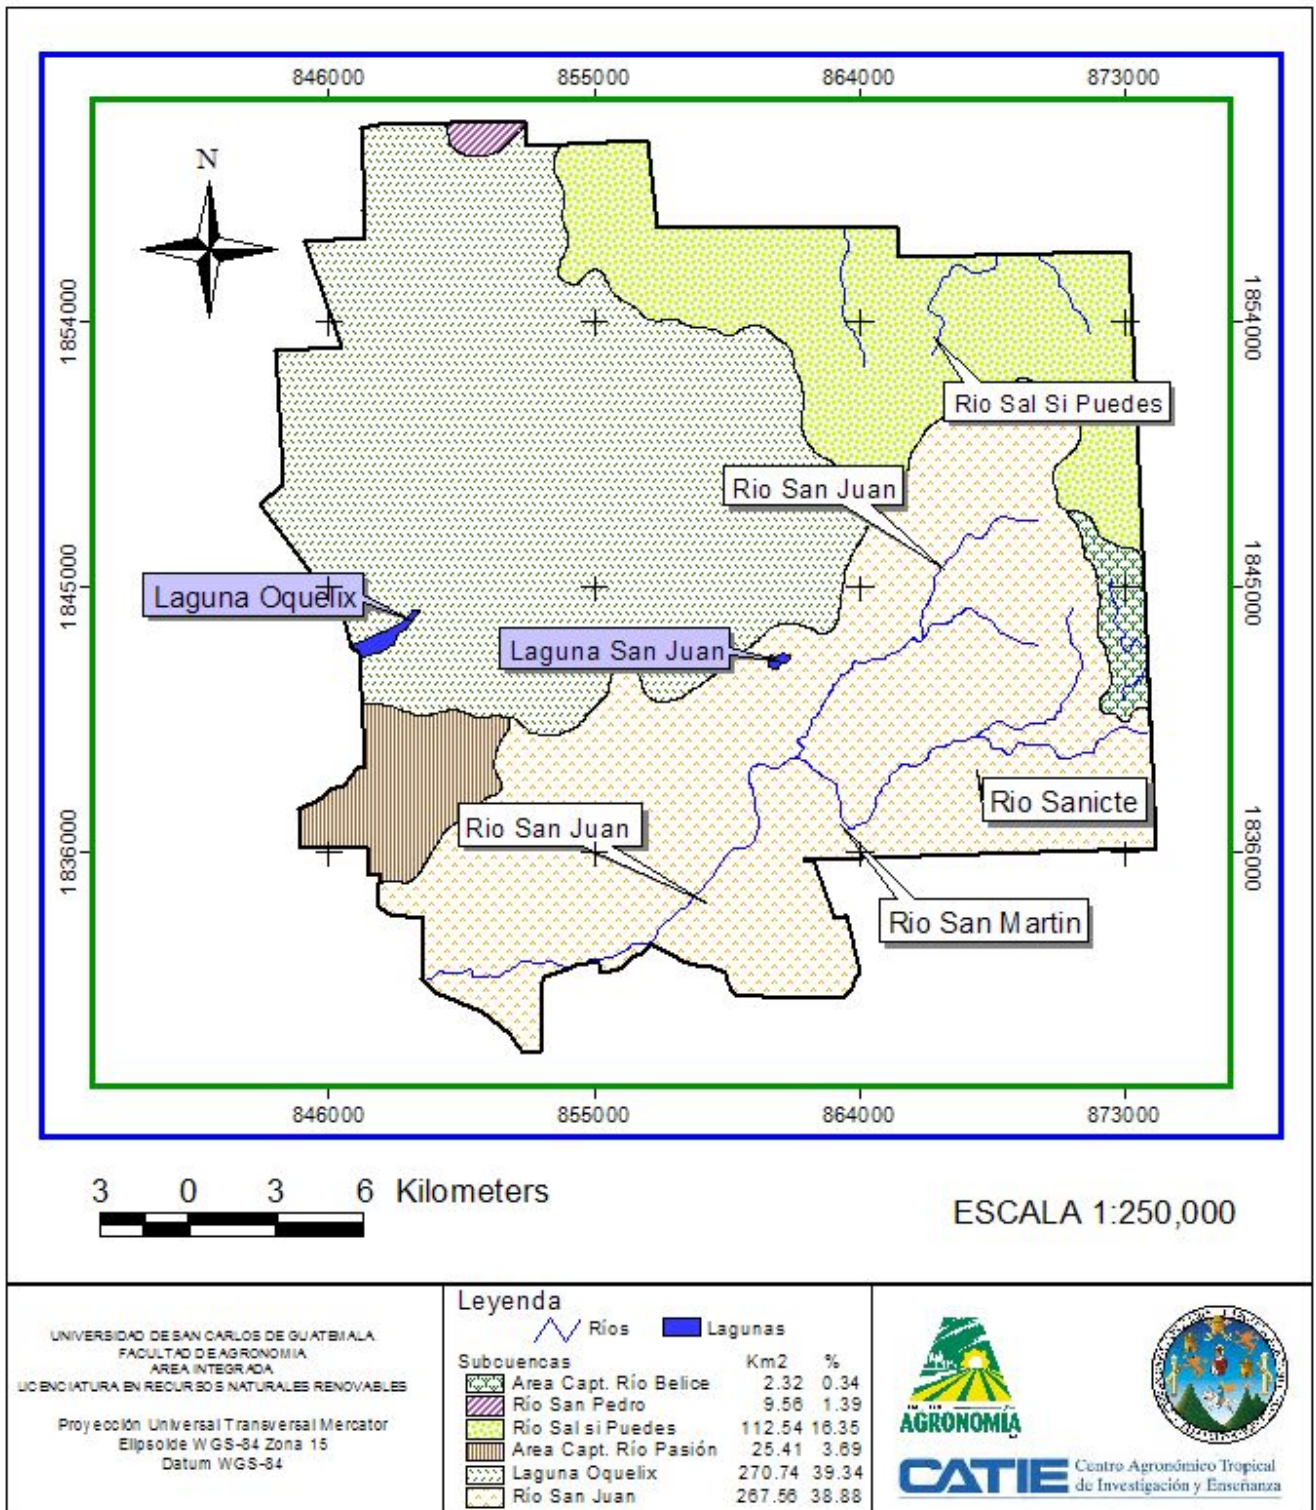 846000 855000 864000 873000
N
1854000 1854000
Rio Sal Si Puedes
Rio San Juan
1845000 1845000
Laguna Oquelix
Laguna San Juan
Rio Sanicte
Rio San Juan
1836000 1836000
Rio San Martin
846000 855000 864000 873000
3 0 3 6 Kilometers
ESCALA 1:250,000
UNIVERSIDAD DE SAN CARLOS DE GUATEMALA
FACULTAD DE AGRONOMIA
AREA INTEGRADA
LICENCIATURA EN RECURSOS NATURALES RENOVABLES
Proyección Universal Transversal Mercator
Elipsoide WGS-84 Zona 15
Datum WGS-84
Leyenda
Ríos Lagunas
Subcuencas Km2 %
Area Capt. Río Belice 2.32 0.34
Río San Pedro 9.56 1.39
Río Sal si Puedes 112.54 16.35
Area Capt. Río Pasión 25.41 3.69
Laguna Oquelix 270.74 39.34
Río San Juan 267.56 38.88
AGRONOMÍA
CATIE Centro Agronómico Tropical
de Investigación y Enseñanza